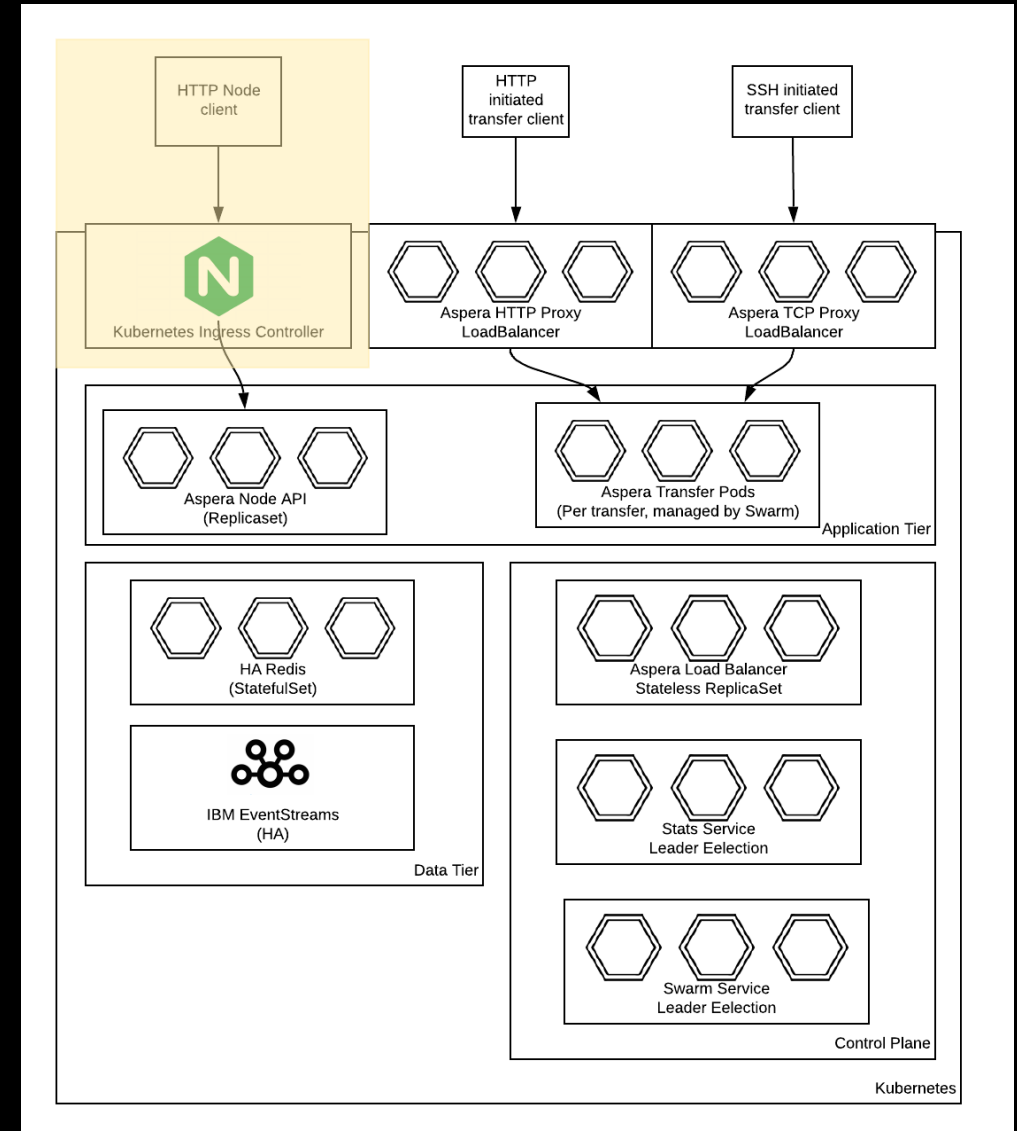 HTTP Node
client
HTTP
initiated
transfer client
SSH initiated
transfer client
N
Kubernetes Ingress Controller
Aspera HTTP Proxy
LoadBalancer
Aspera TCP Proxy
LoadBalancer
Aspera Node API
(Replicaset)
Aspera Transfer Pods
(Per transfer, managed by Swarm)
Application Tier
HA Redis
(StatefulSet)
IBM EventStreams
(HA)
Data Tier
Aspera Load Balancer
Stateless ReplicaSet
Stats Service
Leader Eelection
Swarm Service
Leader Eelection
Control Plane
Kubernetes